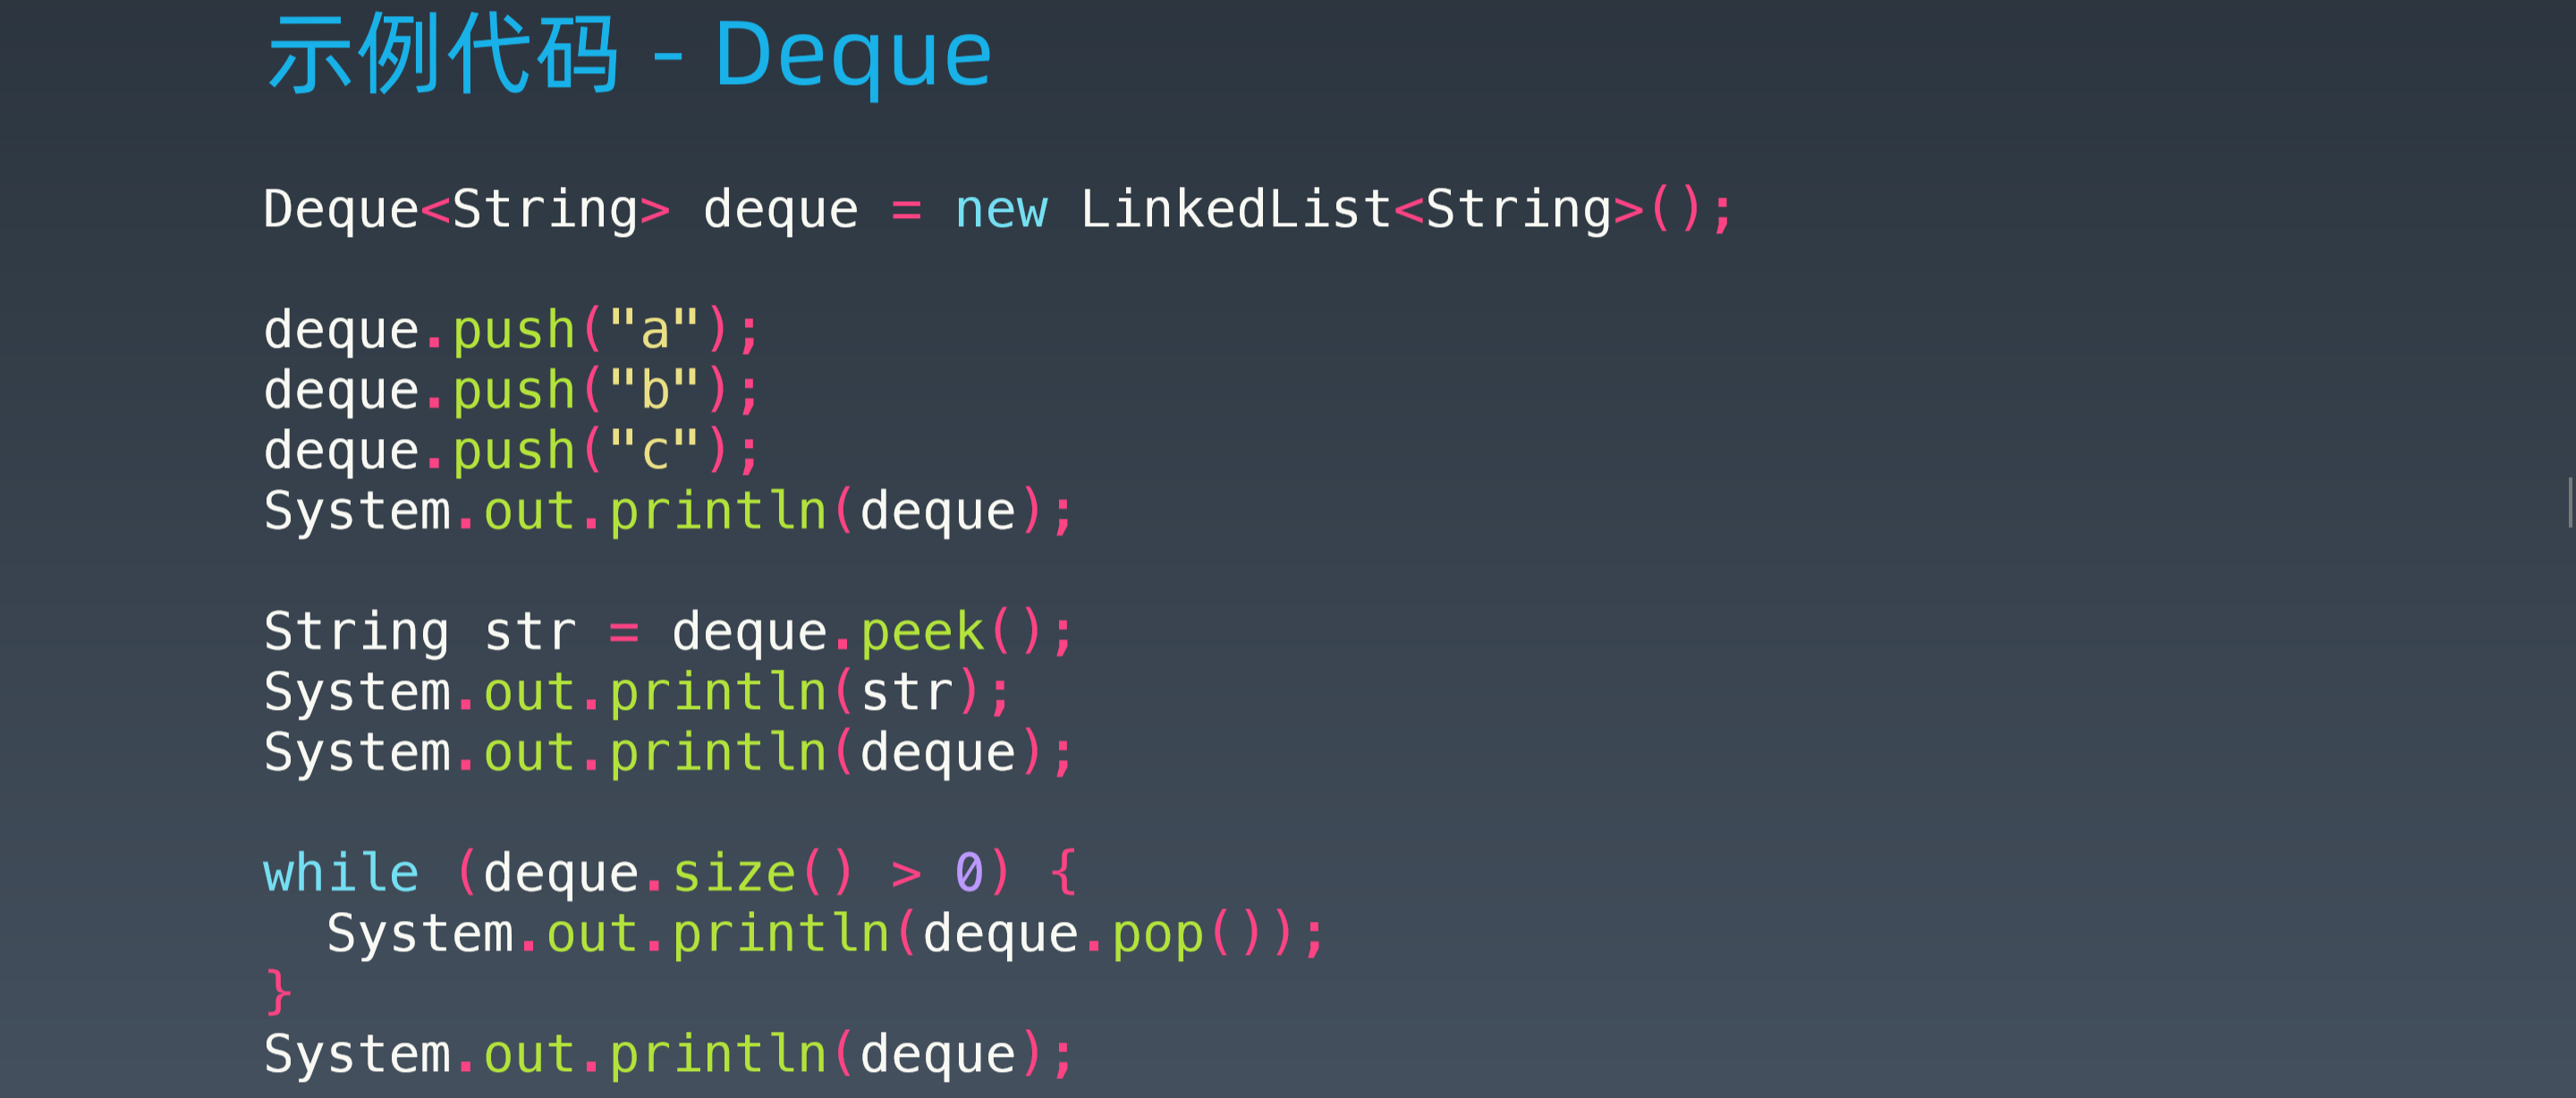 示例代码 - Deque
Deque<String> deque = new LinkedList<String>();
deque.push("a");
deque.push("b");
deque.push("c");
System.out.println(deque);
String str = deque.peek();
System.out.println(str);
System.out.println(deque);
while (deque.size() > 0) {
  System.out.println(deque.pop());
}
System.out.println(deque);